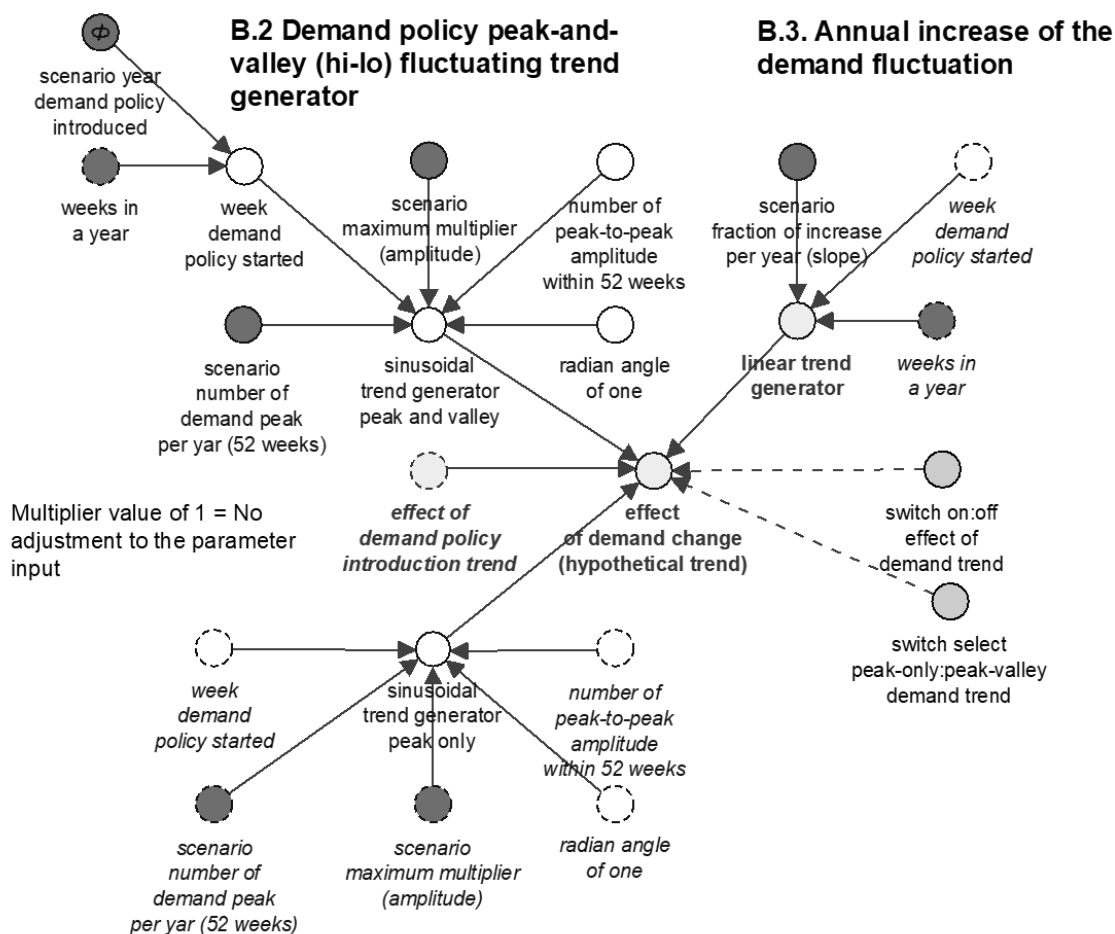 B.2 Demand policy peak-and-
valley (hi-lo) fluctuating trend
generator
B.3. Annual increase of the
demand fluctuation
scenario year
demand policy
introduced
weeks in
a year
week
demand
policy started
scenario
maximum multiplier
(amplitude)
number of
peak-to-peak
amplitude
within 52 weeks
scenario
fraction of increase
per year (slope)
week
demand
policy started
scenario
number of
demand peak
per yar (52 weeks)
sinusoidal
trend generator
peak and valley
radian angle
of one
linear trend
generator
weeks in
a year
Multiplier value of 1 = No
adjustment to the parameter
input
effect of
demand policy
introduction trend
effect
of demand change
(hypothetical trend)
switch on:off
effect of
demand trend
switch select
peak-only:peak-valley
demand trend
week
demand
policy started
sinusoidal
trend generator
peak only
number of
peak-to-peak
amplitude
within 52 weeks
scenario
number of
demand peak
per yar (52 weeks)
scenario
maximum multiplier
(amplitude)
radian angle
of one